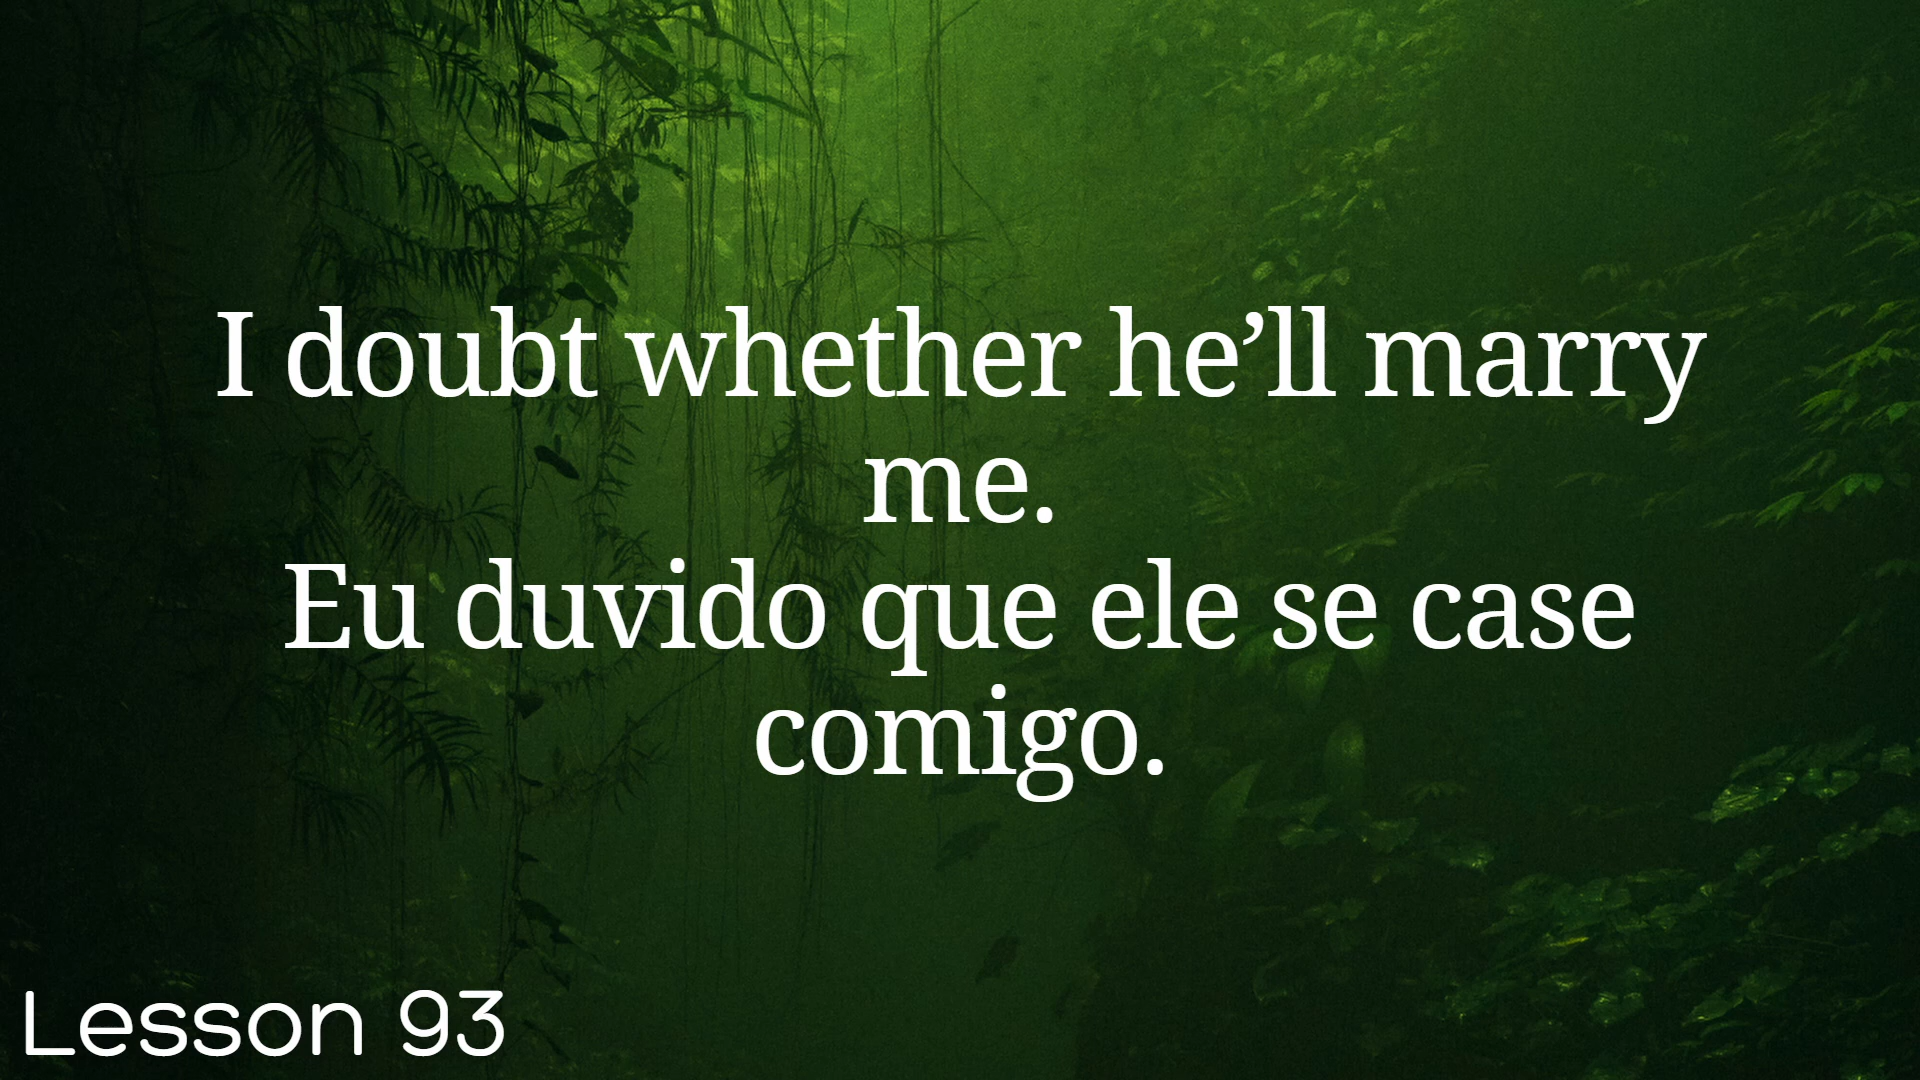 I doubt whether he’ll marry
me.
Eu duvido que ele se case
comigo.
Lesson 93